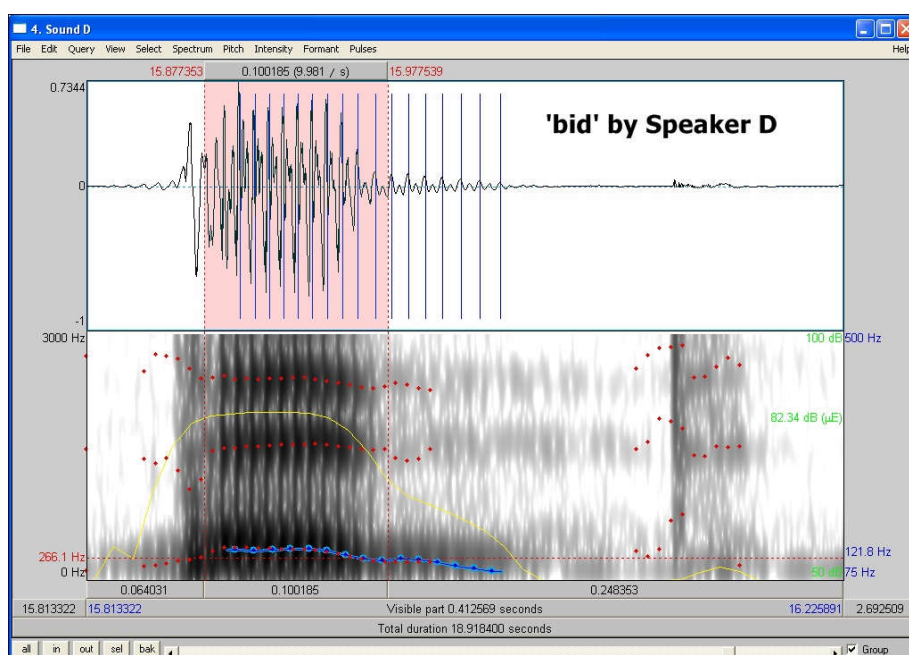 4. Sound D
File Edit Query View Select Spectrum Pitch Intensity Formant Pulses Help
15.877353 0.100185 (9.981 / s) 15.977539
0.7344
'bid' by Speaker D
0
-1
3000 Hz 100 dB 500 Hz
82.34 dB (µE)
266.1 Hz 121.8 Hz
0 Hz 50 dB 75 Hz
0.064031 0.100185 0.248353
15.813322 15.813322 Visible part 0.412569 seconds 16.225891 2.692509
Total duration 18.918400 seconds
all in out sel bak Group